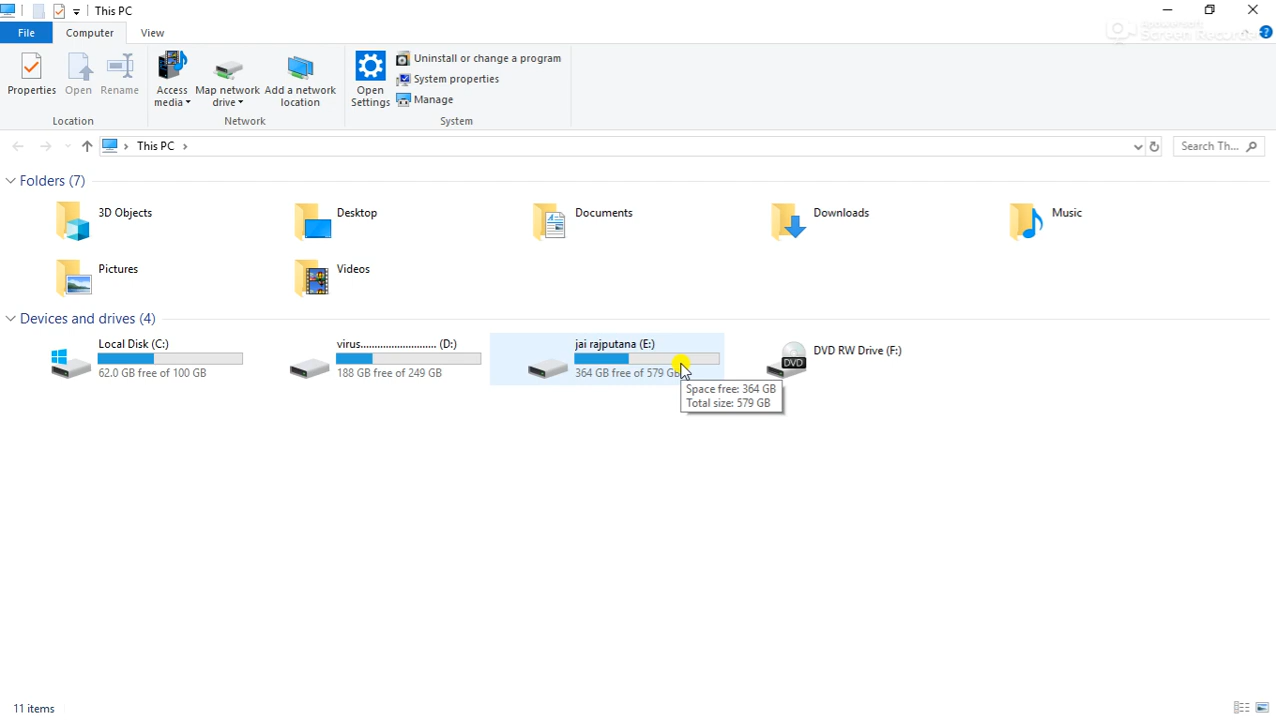 This PC
File Computer View
Apowersoft
Screen Recorder
Properties Open Rename Access media Map network drive Add a network location Open Settings Uninstall or change a program
System properties
Manage
Location Network System
This PC Search Th...
Folders (7)
3D Objects Desktop Documents Downloads Music
Pictures Videos
Devices and drives (4)
Local Disk (C:) virus.......................... (D:) jai rajputana (E:) DVD RW Drive (F:)
DVD
62.0 GB free of 100 GB 188 GB free of 249 GB 364 GB free of 579 GB
Space free: 364 GB
Total size: 579 GB
11 items